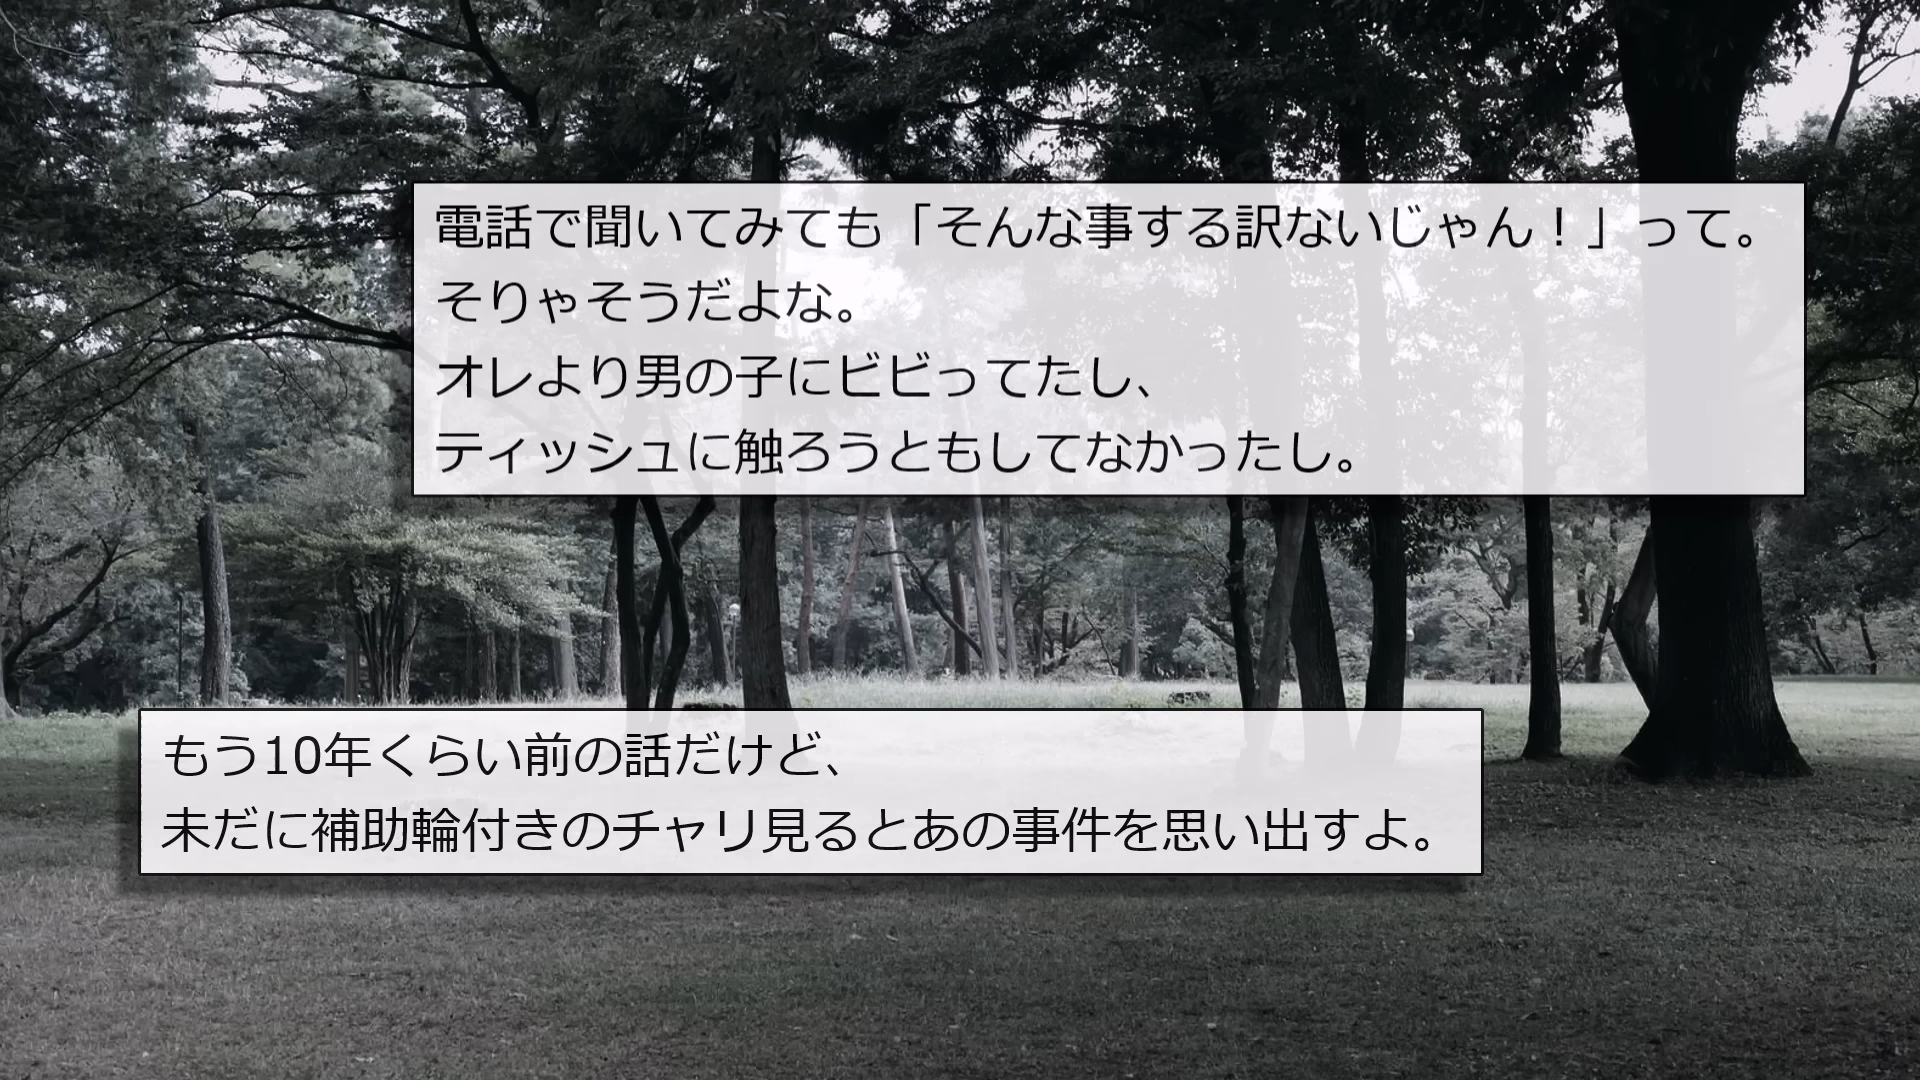 電話で聞いてみても「そんな事する訳ないじゃん！」って。
そりゃそうだよな。
オレより男の子にビビってたし、
ティッシュに触ろうともしてなかったし。
もう10年くらい前の話だけど、
未だに補助輪付きのチャリ見るとあの事件を思い出すよ。